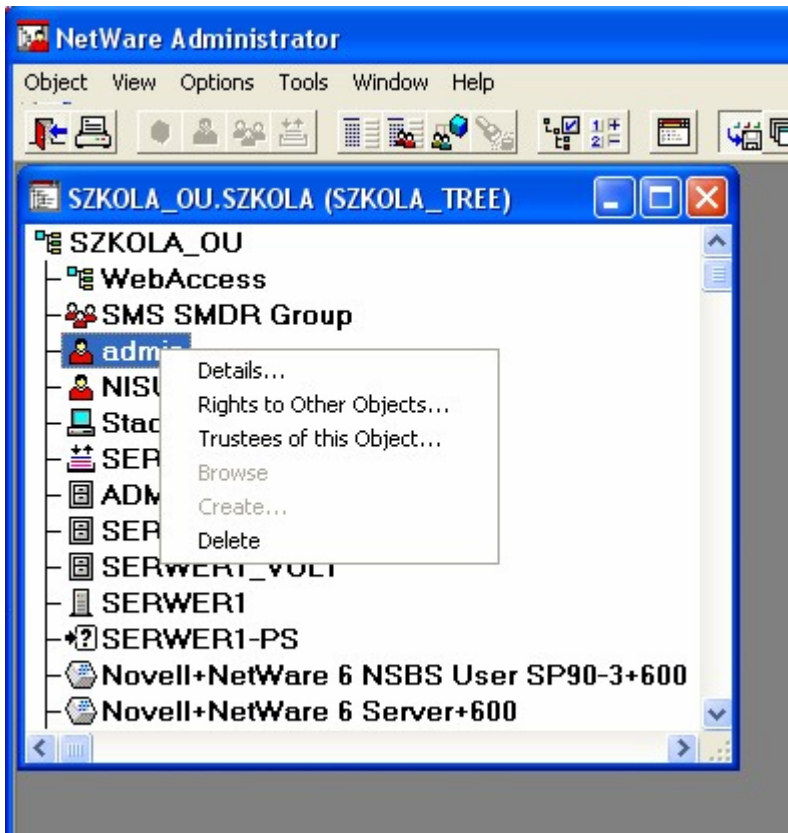 NetWare Administrator
Object View Options Tools Window Help
SZKOLA_OU.SZKOLA (SZKOLA_TREE)
SZKOLA_OU
WebAccess
SMS SMDR Group
Details...
Rights to Other Objects...
Trustees of this Object...
Browse
Create...
Delete
SERWER1_VOL1
SERWER1
SERWER1-PS
Novell+NetWare 6 NSBS User SP90-3+600
Novell+NetWare 6 Server+600